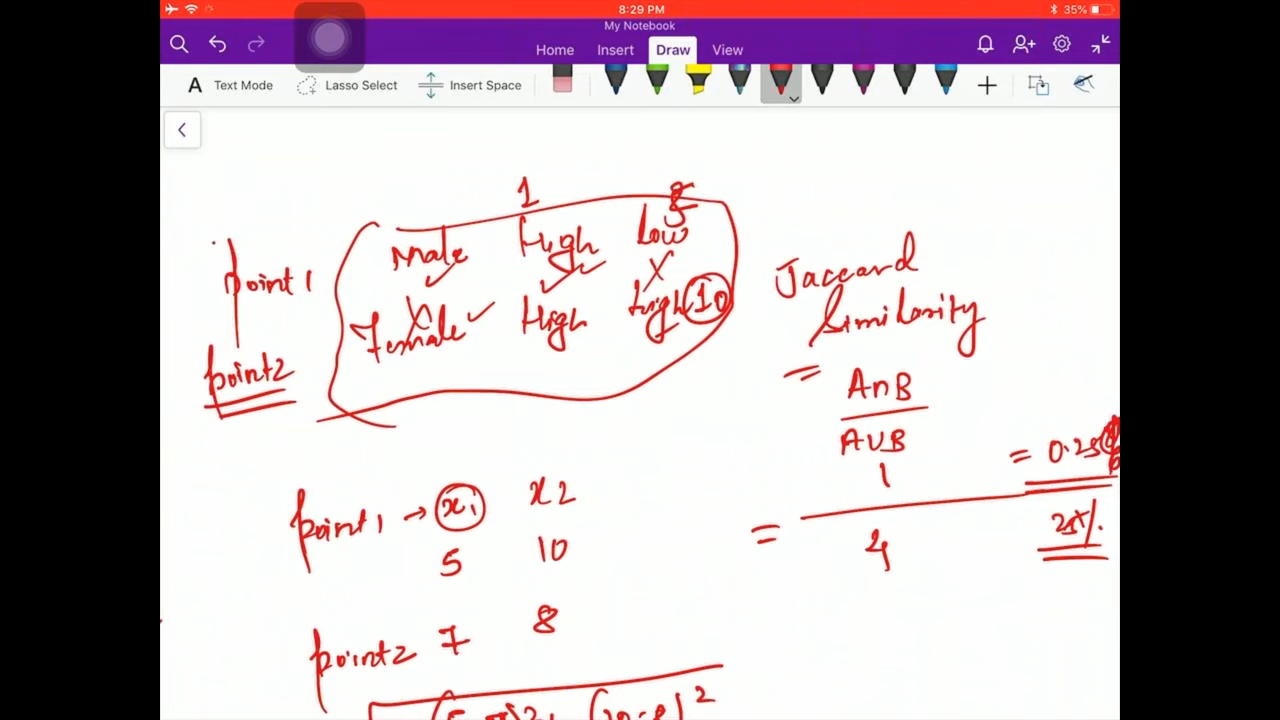 8:29 PM
35%
My Notebook
Home Insert Draw View
A Text Mode Lasso Select Insert Space
1
Male High Low
point1
Female High High 10
point2
Jaccard
Similarity
= A∩B
A∪B
= 1
4
= 0.25
25%
point1 → x1 x2
5 10
point2 7 8